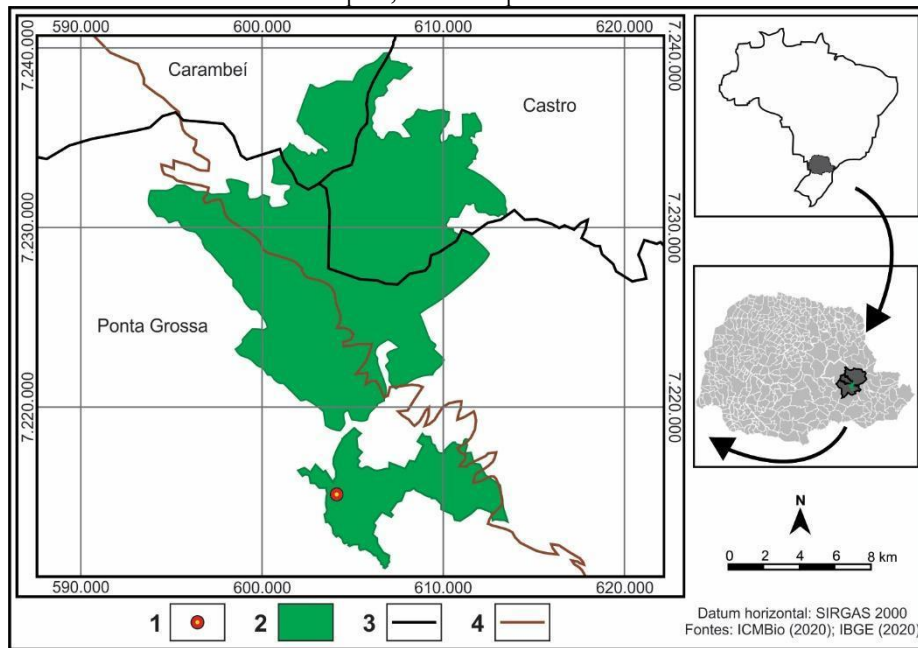 590.000 600.000 610.000 620.000
7.240.000 7.240.000
Carambeí
Castro
7.230.000 7.230.000
Ponta Grossa
7.220.000 7.220.000
590.000 600.000 610.000 620.000
N
0 2 4 6 8 km
1 2 3 4
Datum horizontal: SIRGAS 2000
Fontes: ICMBio (2020); IBGE (2020)